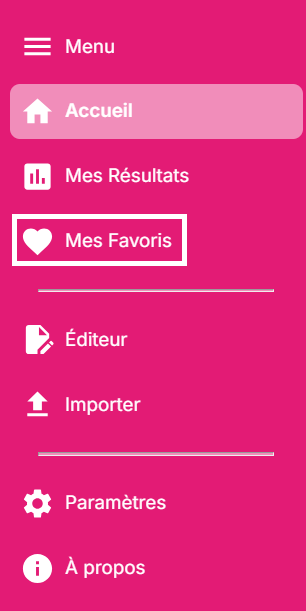 Menu
Accueil
Mes Résultats
Mes Favoris
Éditeur
Importer
Paramètres
À propos